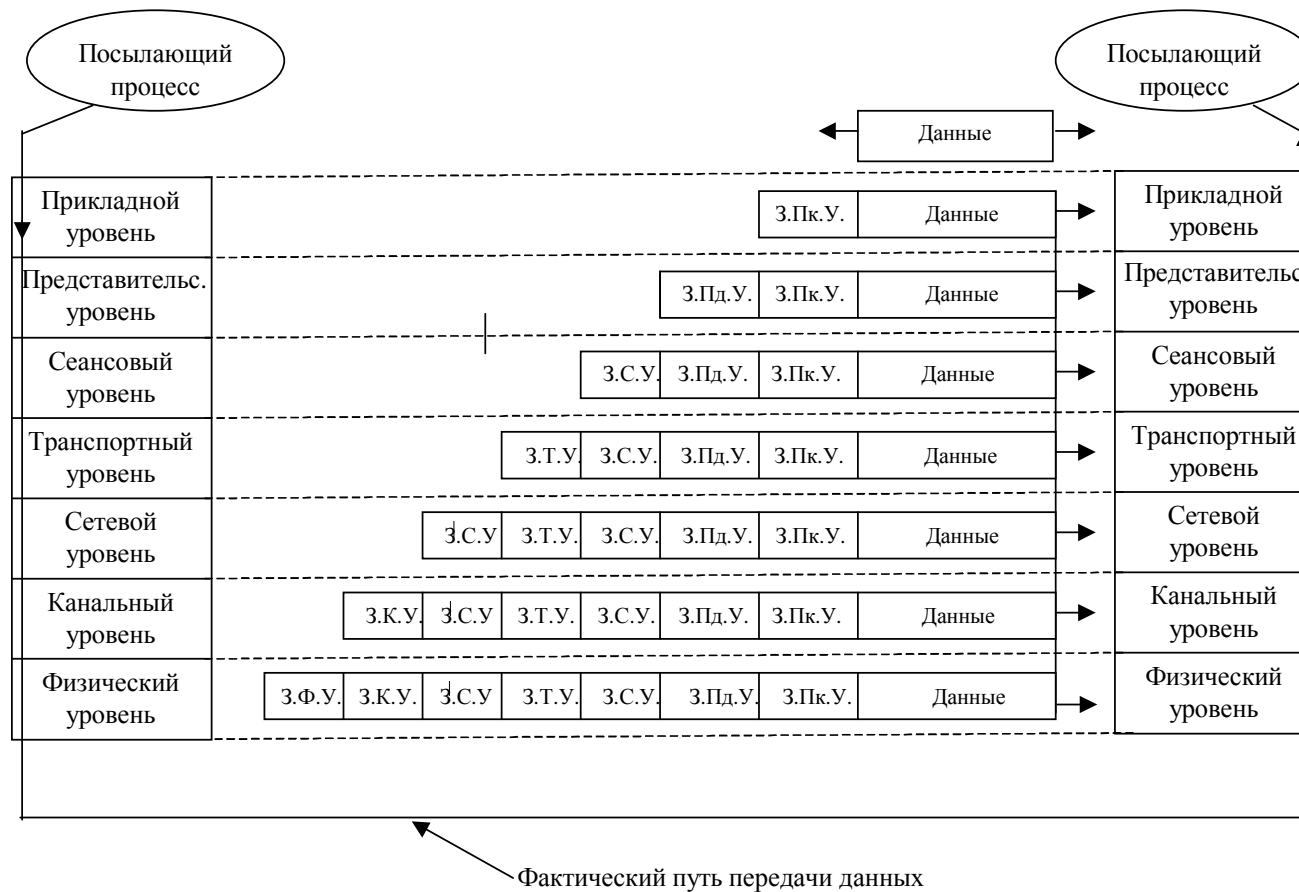 Посылающий
процесс
Посылающий
процесс
Данные
Прикладной
уровень
З.Пк.У.
Данные
Прикладной
уровень
Представительс.
уровень
З.Пд.У.
З.Пк.У.
Данные
Представительс
уровень
Сеансовый
уровень
З.С.У.
З.Пд.У.
З.Пк.У.
Данные
Сеансовый
уровень
Транспортный
уровень
З.Т.У.
З.С.У.
З.Пд.У.
З.Пк.У.
Данные
Транспортный
уровень
Сетевой
уровень
З.С.У
З.Т.У.
З.С.У.
З.Пд.У.
З.Пк.У.
Данные
Сетевой
уровень
Канальный
уровень
З.К.У.
З.С.У
З.Т.У.
З.С.У.
З.Пд.У.
З.Пк.У.
Данные
Канальный
уровень
Физический
уровень
З.Ф.У.
З.К.У.
З.С.У
З.Т.У.
З.С.У.
З.Пд.У.
З.Пк.У.
Данные
Физический
уровень
Фактический путь передачи данных